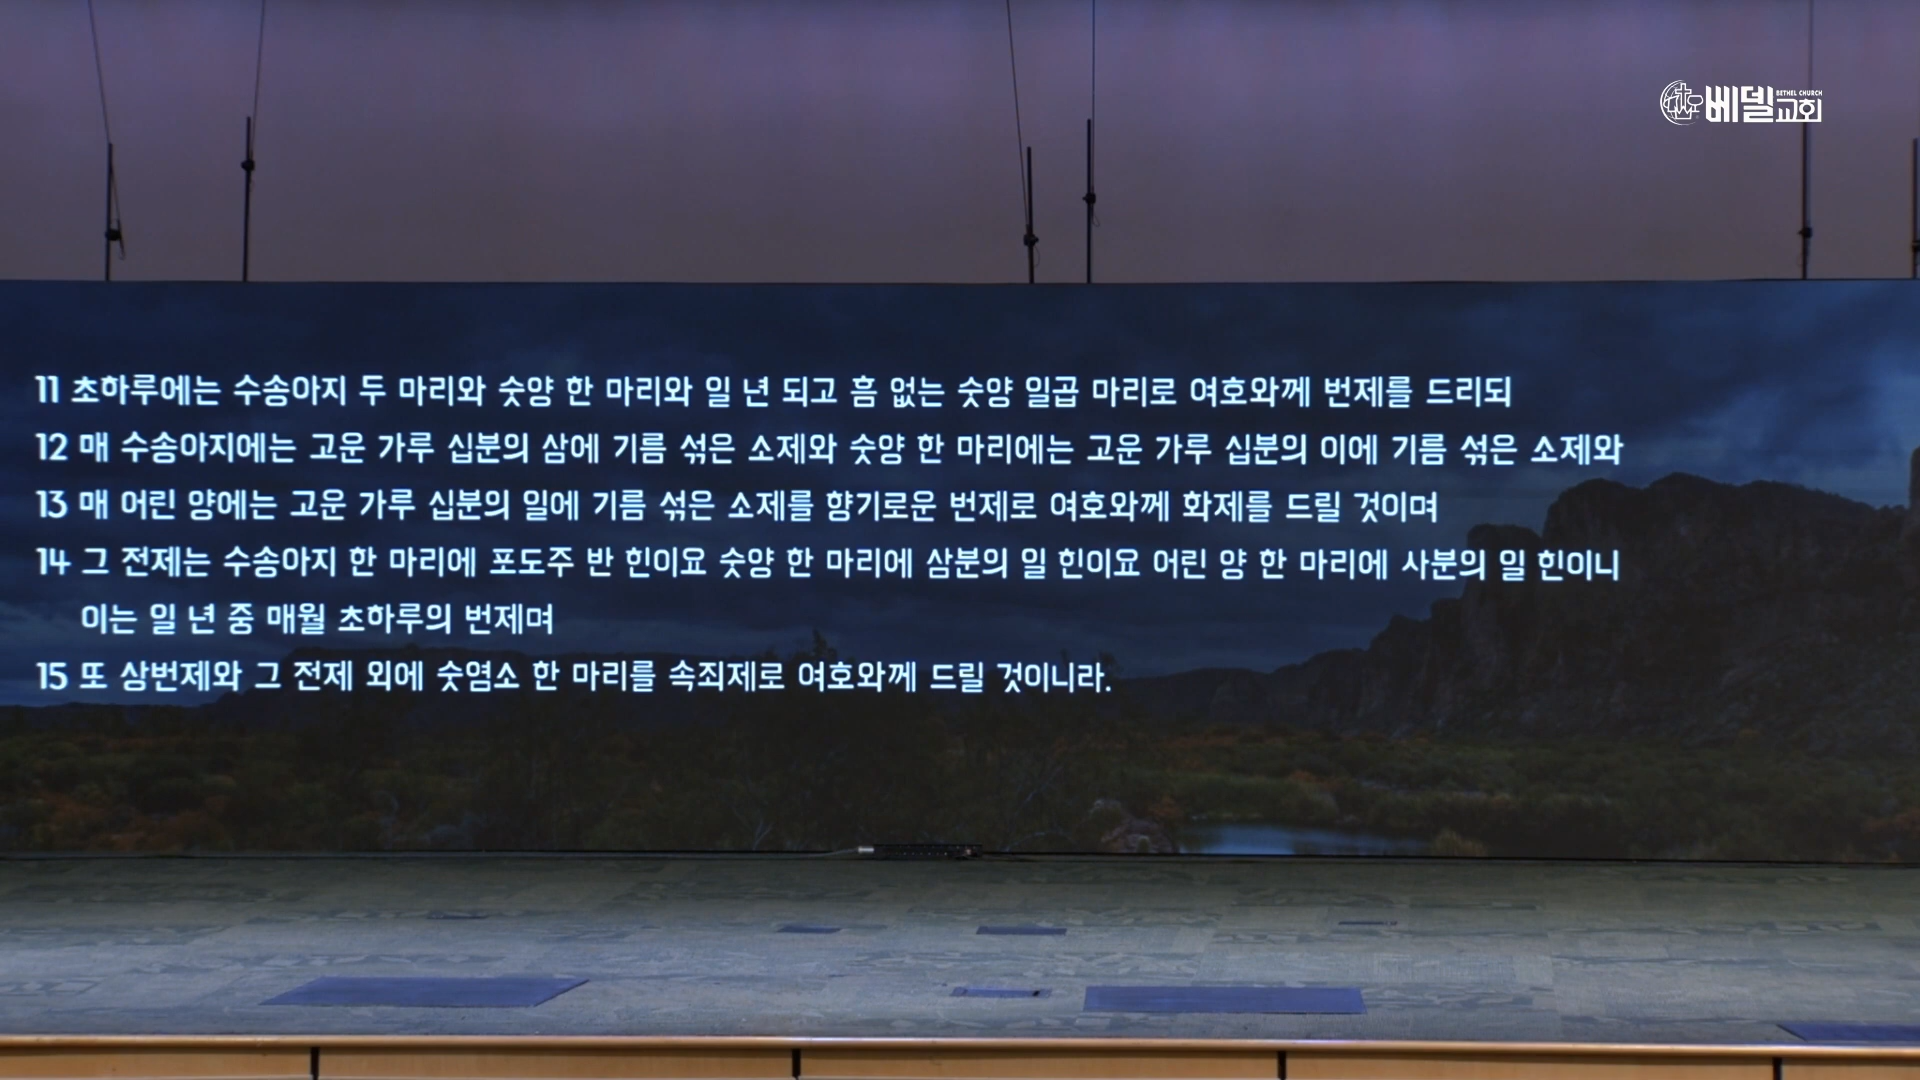 베델교회
BETHEL CHURCH
11 초하루에는 수송아지 두 마리와 숫양 한 마리와 일 년 되고 흠 없는 숫양 일곱 마리로 여호와께 번제를 드리되
12 매 수송아지에는 고운 가루 십분의 삼에 기름 섞은 소제와 숫양 한 마리에는 고운 가루 십분의 이에 기름 섞은 소제와
13 매 어린 양에는 고운 가루 십분의 일에 기름 섞은 소제를 향기로운 번제로 여호와께 화제를 드릴 것이며
14 그 전제는 수송아지 한 마리에 포도주 반 힌이요 숫양 한 마리에 삼분의 일 힌이요 어린 양 한 마리에 사분의 일 힌이니
이는 일 년 중 매월 초하루의 번제며
15 또 상번제와 그 전제 외에 숫염소 한 마리를 속죄제로 여호와께 드릴 것이니라.